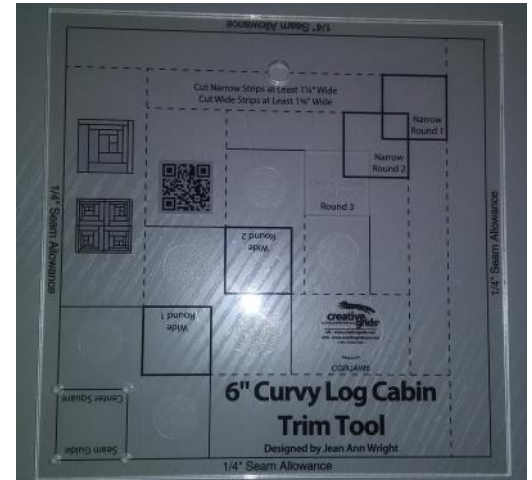 1/4" Seam Allowance
Cut Narrow Strips at Least 1¼" Wide
Cut Wide Strips at Least 1¾" Wide
Narrow
Round 1
Narrow
Round 2
Round 3
Wide
Round 2
Wide
Round 1
1/4" Seam Allowance
1/4" Seam Allowance
creative
grids®
Center Square
Seam Guide
6" Curvy Log Cabin
Trim Tool
Designed by Jean Ann Wright
1/4" Seam Allowance